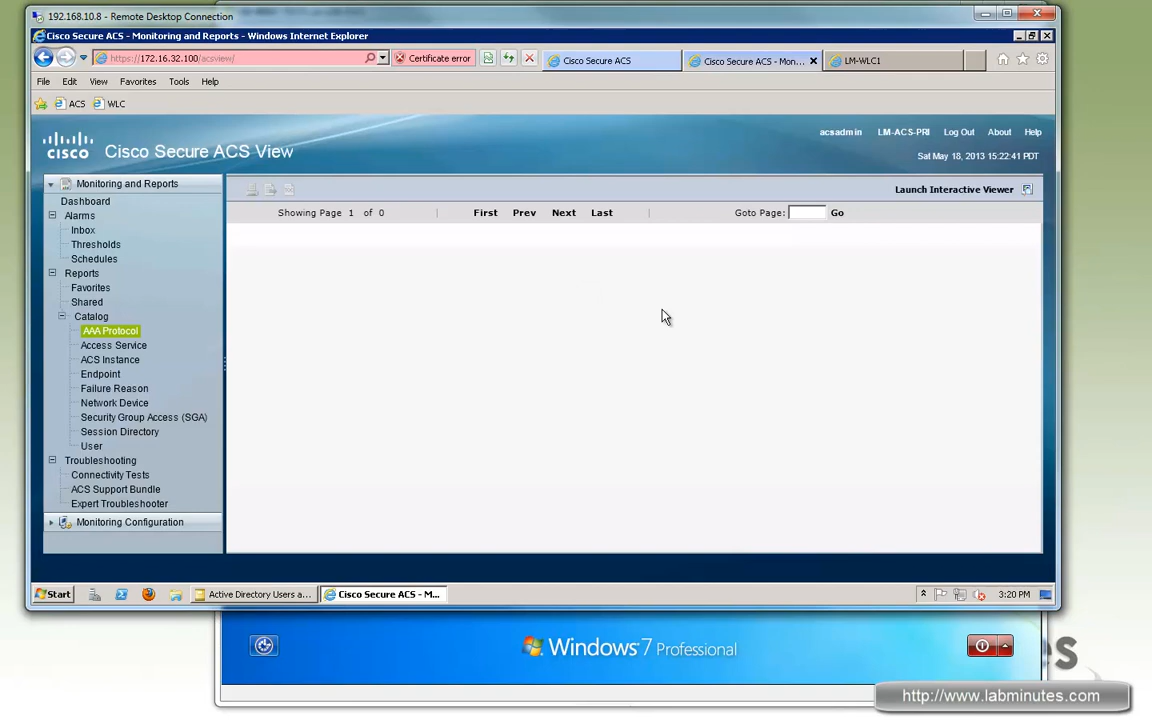 192.168.10.8 - Remote Desktop Connection
Cisco Secure ACS - Monitoring and Reports - Windows Internet Explorer
https://172.16.32.100/acsview/
Certificate error
Cisco Secure ACS
Cisco Secure ACS - Mon...
LM-WLC1
File Edit View Favorites Tools Help
ACS WLC
CISCO Cisco Secure ACS View
acsadmin LM-ACS-PRI Log Out About Help
Sat May 18, 2013 15:22:41 PDT
Monitoring and Reports
Dashboard
Alarms
Inbox
Thresholds
Schedules
Reports
Favorites
Shared
Catalog
AAA Protocol
Access Service
ACS Instance
Endpoint
Failure Reason
Network Device
Security Group Access (SGA)
Session Directory
User
Troubleshooting
Connectivity Tests
ACS Support Bundle
Expert Troubleshooter
Monitoring Configuration
Launch Interactive Viewer
Showing Page 1 of 0 | First Prev Next Last | Goto Page: Go
Start
Active Directory Users a...
Cisco Secure ACS - M...
3:20 PM
Windows 7 Professional
es
http://www.labminutes.com